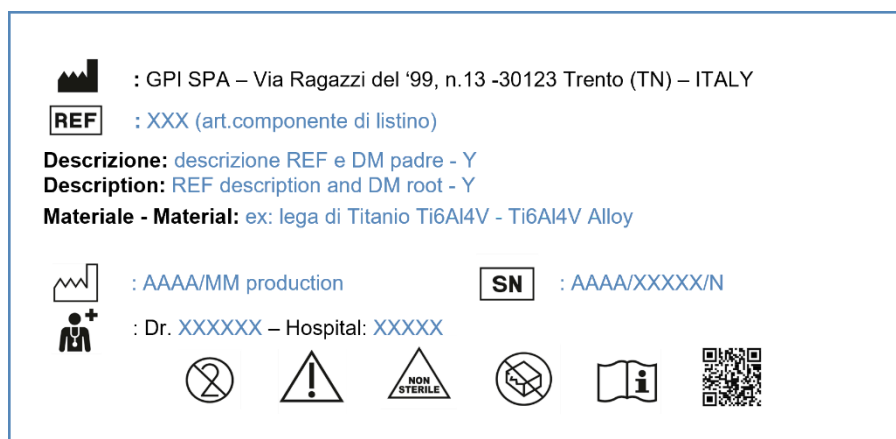 : GPI SPA – Via Ragazzi del ‘99, n.13 -30123 Trento (TN) – ITALY
REF : XXX (art.componente di listino)
Descrizione: descrizione REF e DM padre - Y
Description: REF description and DM root - Y
Materiale - Material: ex: lega di Titanio Ti6Al4V - Ti6Al4V Alloy
: AAAA/MM production SN : AAAA/XXXXX/N
: Dr. XXXXXX – Hospital: XXXXX
2 ! NON STERILE i